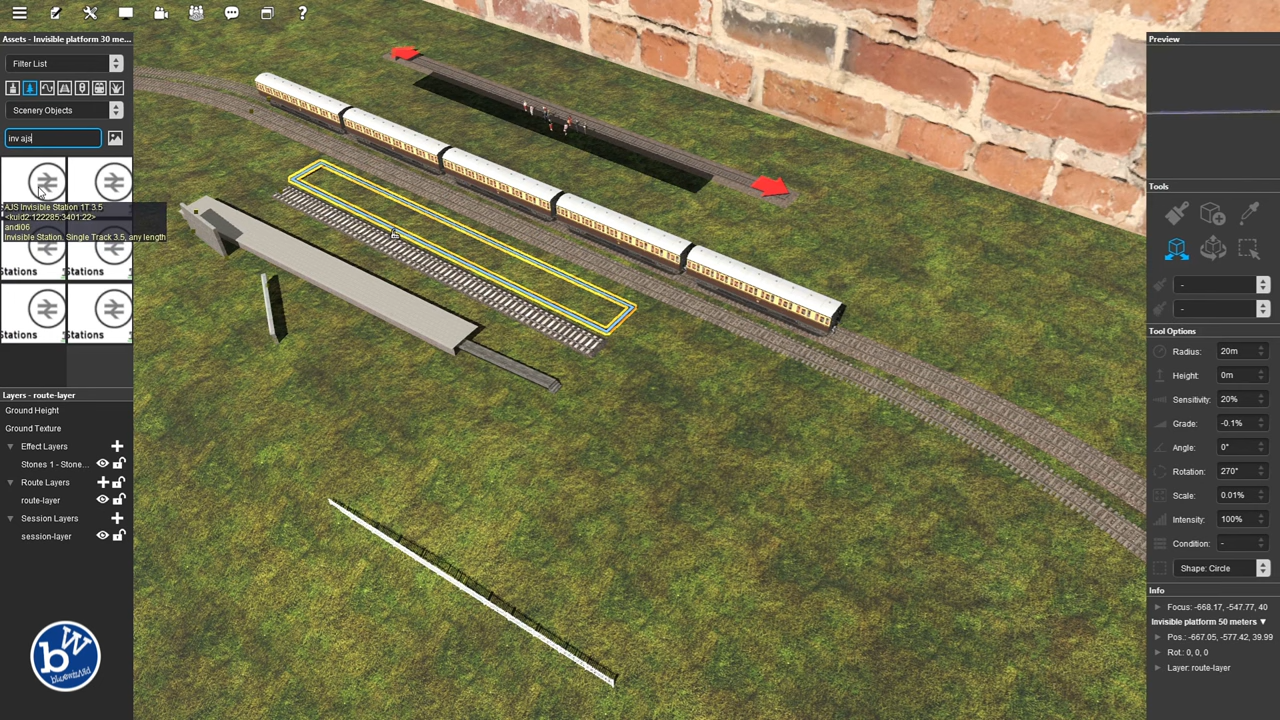 Assets - Invisible platform 30 me...
Filter List
Scenery Objects
inv ajs
AJS Invisible Station 1T 3.5
<kuid2:122285:3401:22>
andi06
Invisible Station. Single Track 3.5, any length
Stations
Stations
Stations
Layers - route-layer
Ground Height
Ground Texture
Effect Layers
Stones 1 - Stone...
Route Layers
route-layer
Session Layers
session-layer
bW
bluewizard
Preview
Tools
-
-
Tool Options
Radius: 20m
Height: 0m
Sensitivity: 20%
Grade: -0.1%
Angle: 0°
Rotation: 270°
Scale: 0.01%
Intensity: 100%
Condition: -
Shape: Circle
Info
Focus: -668.17, -547.77, 40
Invisible platform 50 meters ▼
Pos.: -667.05, -577.42, 39.99
Rot.: 0, 0, 0
Layer: route-layer